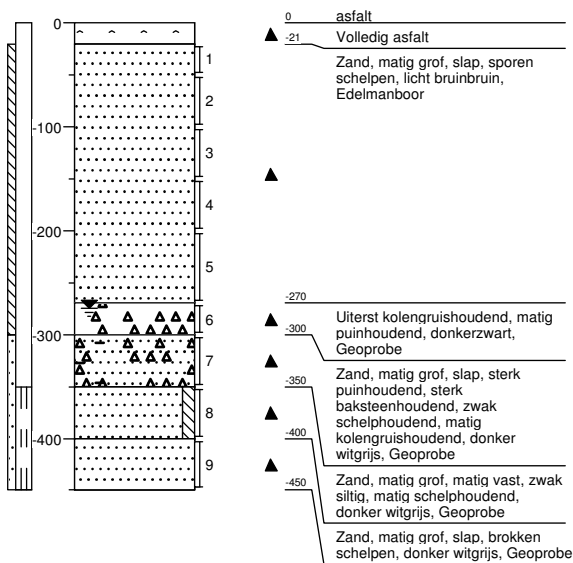 0
-100
-200
-300
-400
1
2
3
4
5
6
7
8
9
0 asfalt
-21 Volledig asfalt
Zand, matig grof, slap, sporen
schelpen, licht bruinbruin,
Edelmanboor
-270
Uiterst kolengruishoudend, matig
puinhoudend, donkerzwart,
Geoprobe
-300
Zand, matig grof, slap, sterk
puinhoudend, sterk
baksteenhoudend, zwak
schelphoudend, matig
kolengruishoudend, donker
witgrijs, Geoprobe
-350
Zand, matig grof, matig vast, zwak
siltig, matig schelphoudend,
donker witgrijs, Geoprobe
-400
Zand, matig grof, slap, brokken
schelpen, donker witgrijs, Geoprobe
-450